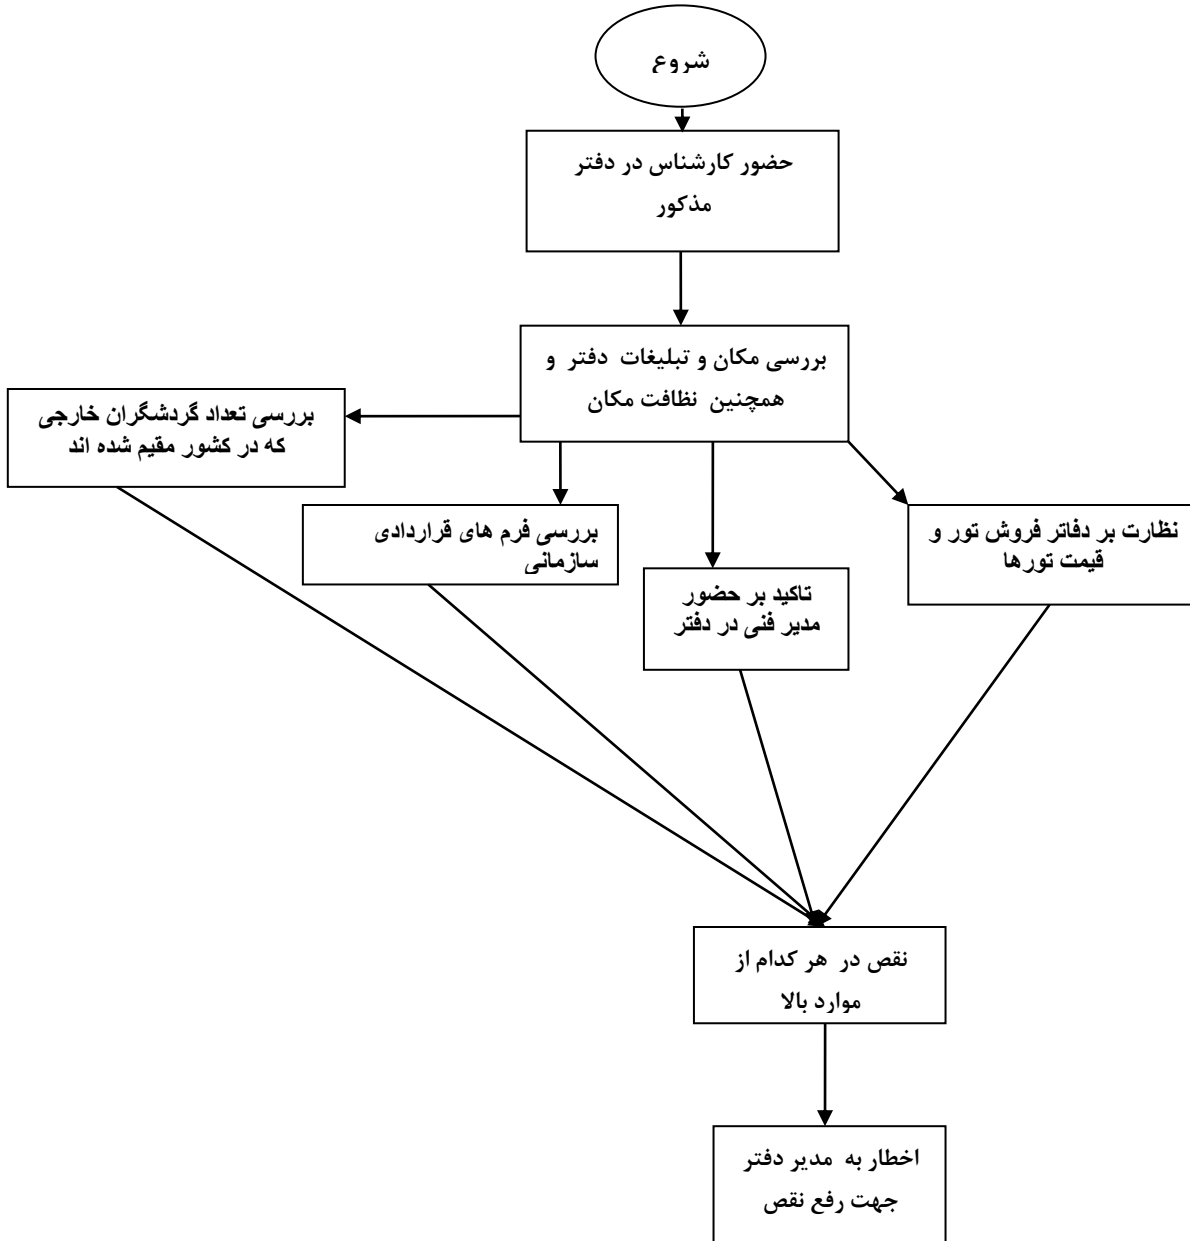 شروع
حضور کارشناس در دفتر
مذکور
بررسی مکان و تبلیغات دفتر و
همچنین نظافت مکان
بررسی تعداد گردشگران خارجی
که در کشور مقیم شده اند
بررسی فرم های قراردادی
سازمانی
تاکید بر حضور
مدیر فنی در دفتر
نظارت بر دفاتر فروش تور و
قیمت تورها
نقص در هر کدام از
موارد بالا
اخطار به مدیر دفتر
جهت رفع نقص